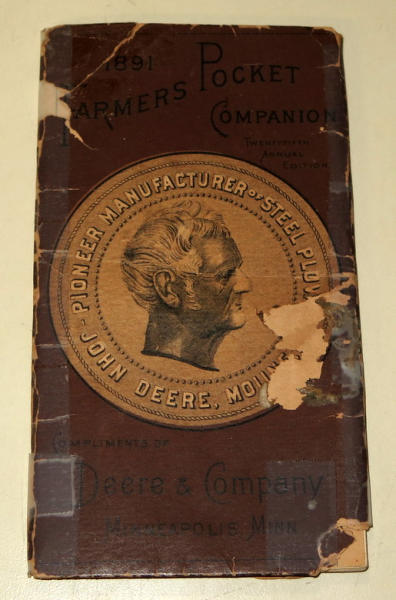 1891
FARMERS POCKET
COMPANION
TWENTYFIFTH
ANNUAL
EDITION
PIONEER MANUFACTURER OF STEEL PLOW
JOHN DEERE, MOLINE
COMPLIMENTS OF
Deere & Company
MINNEAPOLIS MINN